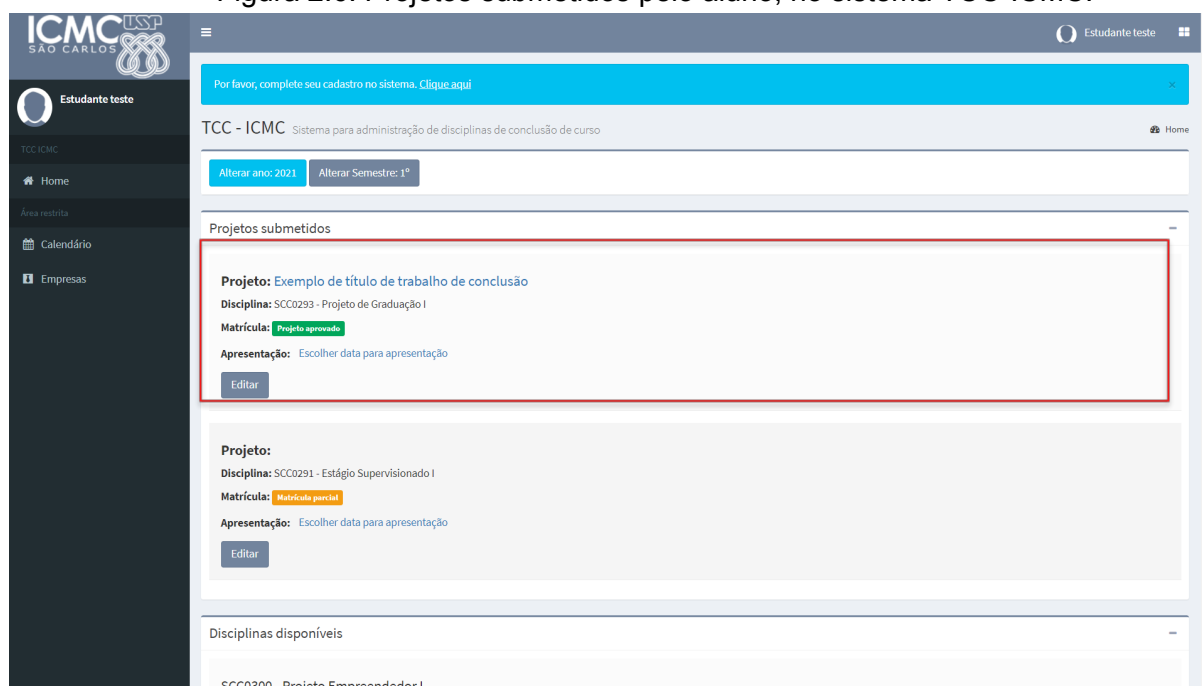 Figura 2.6: Projetos submetidos pelo aluno, no sistema TCC-ICMC.
ICMC USP
SÃO CARLOS
Estudante teste
Estudante teste
TCC ICMC
Home
Área restrita
Calendário
Empresas
Por favor, complete seu cadastro no sistema. Clique aqui ×
TCC - ICMC Sistema para administração de disciplinas de conclusão de curso
Home
Alterar ano: 2021 Alterar Semestre: 1º
Projetos submetidos
Projeto: Exemplo de título de trabalho de conclusão
Disciplina: SCC0293 - Projeto de Graduação I
Matrícula: Projeto aprovado
Apresentação: Escolher data para apresentação
Editar
Projeto:
Disciplina: SCC0291 - Estágio Supervisionado I
Matrícula: Matrícula parcial
Apresentação: Escolher data para apresentação
Editar
Disciplinas disponíveis
SCC0300 - Projeto Empreendedor I